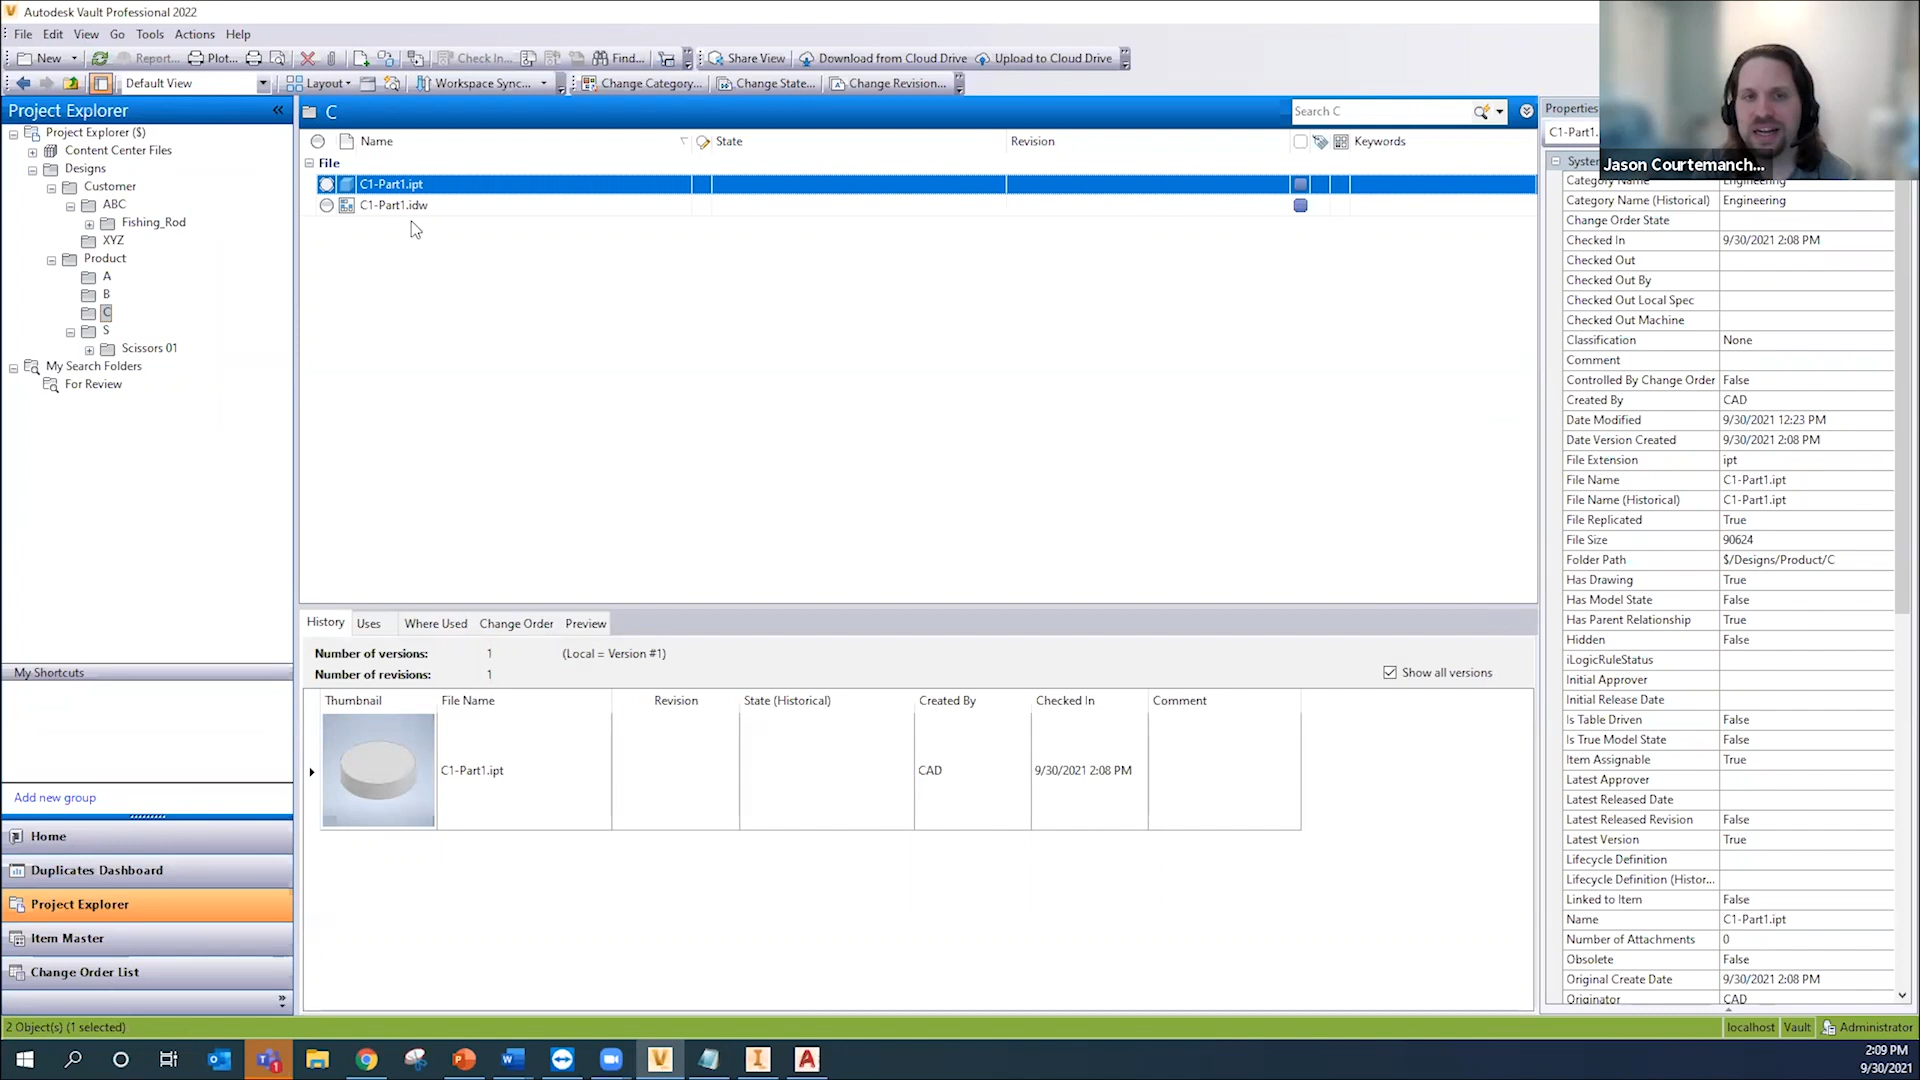 Autodesk Vault Professional 2022
File Edit View Go Tools Actions Help
New Report... Plot... Check In... Find... Share View Download from Cloud Drive Upload to Cloud Drive
Default View Layout Workspace Sync... Change Category... Change State... Change Revision...
Project Explorer
Project Explorer ($)
Content Center Files
Designs
Customer
ABC
Fishing_Rod
XYZ
Product
A
B
C
S
Scissors 01
My Search Folders
For Review
My Shortcuts
Add new group
Home
Duplicates Dashboard
Project Explorer
Item Master
Change Order List
C
Search C
Name State Revision Keywords
File
C1-Part1.ipt
C1-Part1.idw
History Uses Where Used Change Order Preview
Number of versions: 1 (Local = Version #1)
Number of revisions: 1
Show all versions
Thumbnail File Name Revision State (Historical) Created By Checked In Comment
C1-Part1.ipt CAD 9/30/2021 2:08 PM
Properties
C1-Part1.
Syste
Jason Courtemanch...
Category Name Engineering
Category Name (Historical) Engineering
Change Order State
Checked In 9/30/2021 2:08 PM
Checked Out
Checked Out By
Checked Out Local Spec
Checked Out Machine
Classification None
Comment
Controlled By Change Order False
Created By CAD
Date Modified 9/30/2021 12:23 PM
Date Version Created 9/30/2021 2:08 PM
File Extension ipt
File Name C1-Part1.ipt
File Name (Historical) C1-Part1.ipt
File Replicated True
File Size 90624
Folder Path $/Designs/Product/C
Has Drawing True
Has Model State False
Has Parent Relationship True
Hidden False
iLogicRuleStatus
Initial Approver
Initial Release Date
Is Table Driven False
Is True Model State False
Item Assignable True
Latest Approver
Latest Released Date
Latest Released Revision False
Latest Version True
Lifecycle Definition
Lifecycle Definition (Histor...
Linked to Item False
Name C1-Part1.ipt
Number of Attachments 0
Obsolete False
Original Create Date 9/30/2021 2:08 PM
Originator CAD
2 Object(s) (1 selected)
localhost Vault Administrator
2:09 PM
9/30/2021